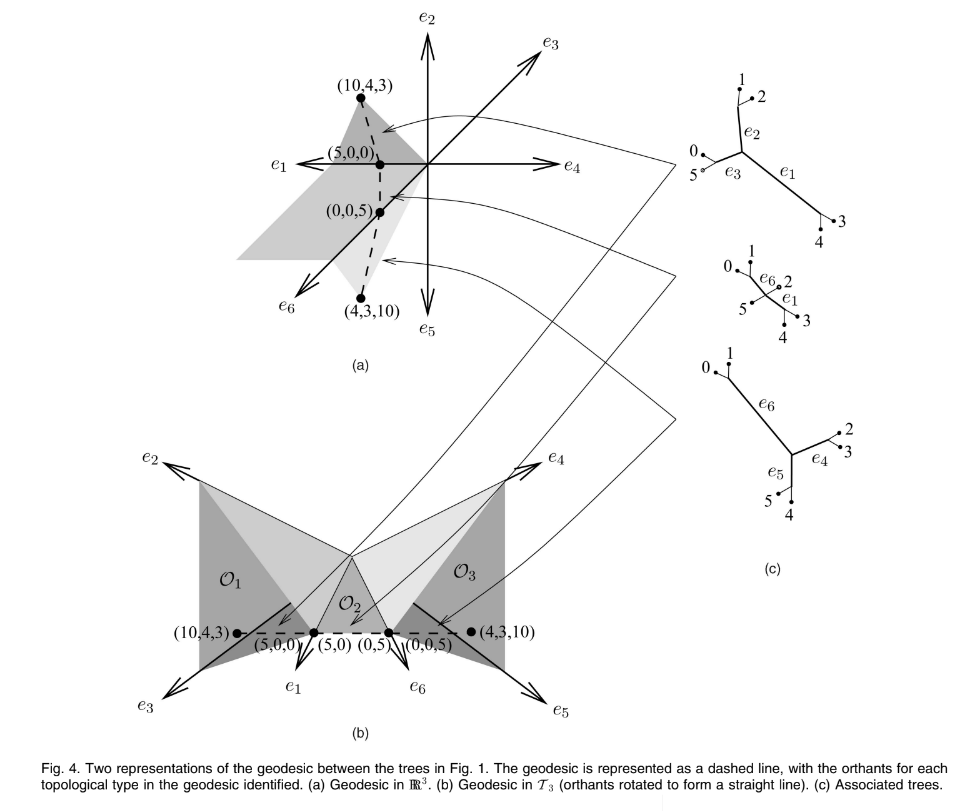 e2
e3
(10,4,3)
(5,0,0)
e1
e4
(0,0,5)
e6
(4,3,10)
e5
(a)
1
2
e2
0
5
e3
e1
3
4
1
0
e6
2
5
e1
3
4
1
0
e6
2
3
e4
e5
5
4
(c)
e2
e4
O1
O2
O3
(10,4,3)
(5,0,0)
(5,0)
(0,5)
(0,0,5)
(4,3,10)
e1
e6
e3
e5
(b)
Fig. 4. Two representations of the geodesic between the trees in Fig. 1. The geodesic is represented as a dashed line, with the orthants for each
topological type in the geodesic identified. (a) Geodesic in ℝ³. (b) Geodesic in 𝒯₃ (orthants rotated to form a straight line). (c) Associated trees.